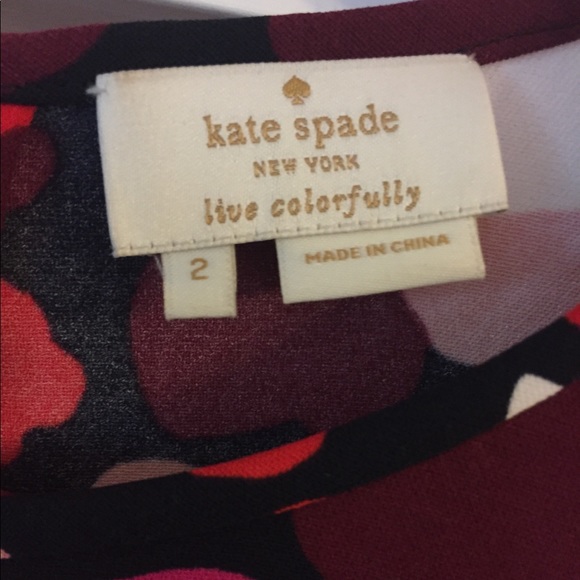 kate spade
NEW YORK
live colorfully
2
MADE IN CHINA